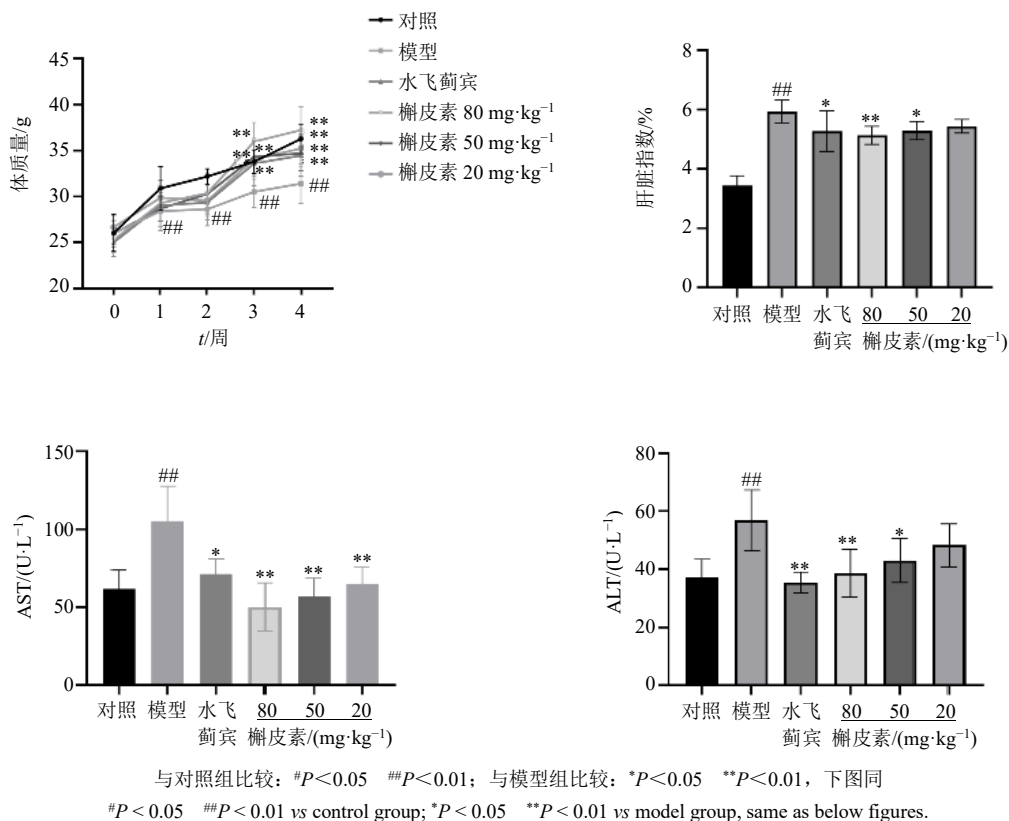 对照
模型
水飞蓟宾
槲皮素 80 mg·kg⁻¹
槲皮素 50 mg·kg⁻¹
槲皮素 20 mg·kg⁻¹
体质量/g
45
40
35
30
25
20
** **
** ** **
** **
** ##
## ## ##
0 1 2 3 4
t/周
肝脏指数/%
8
6
4
2
0
## * ** *
对照 模型 水飞 80 50 20
蓟宾 槲皮素/(mg·kg⁻¹)
AST/(U·L⁻¹)
150
100
50
0
## * ** ** **
对照 模型 水飞 80 50 20
蓟宾 槲皮素/(mg·kg⁻¹)
ALT/(U·L⁻¹)
80
60
40
20
0
## ** ** *
对照 模型 水飞 80 50 20
蓟宾 槲皮素/(mg·kg⁻¹)
与对照组比较：#P＜0.05 ##P＜0.01；与模型组比较：*P＜0.05 **P＜0.01，下图同
#P < 0.05 ##P < 0.01 vs control group; *P < 0.05 **P < 0.01 vs model group, same as below figures.